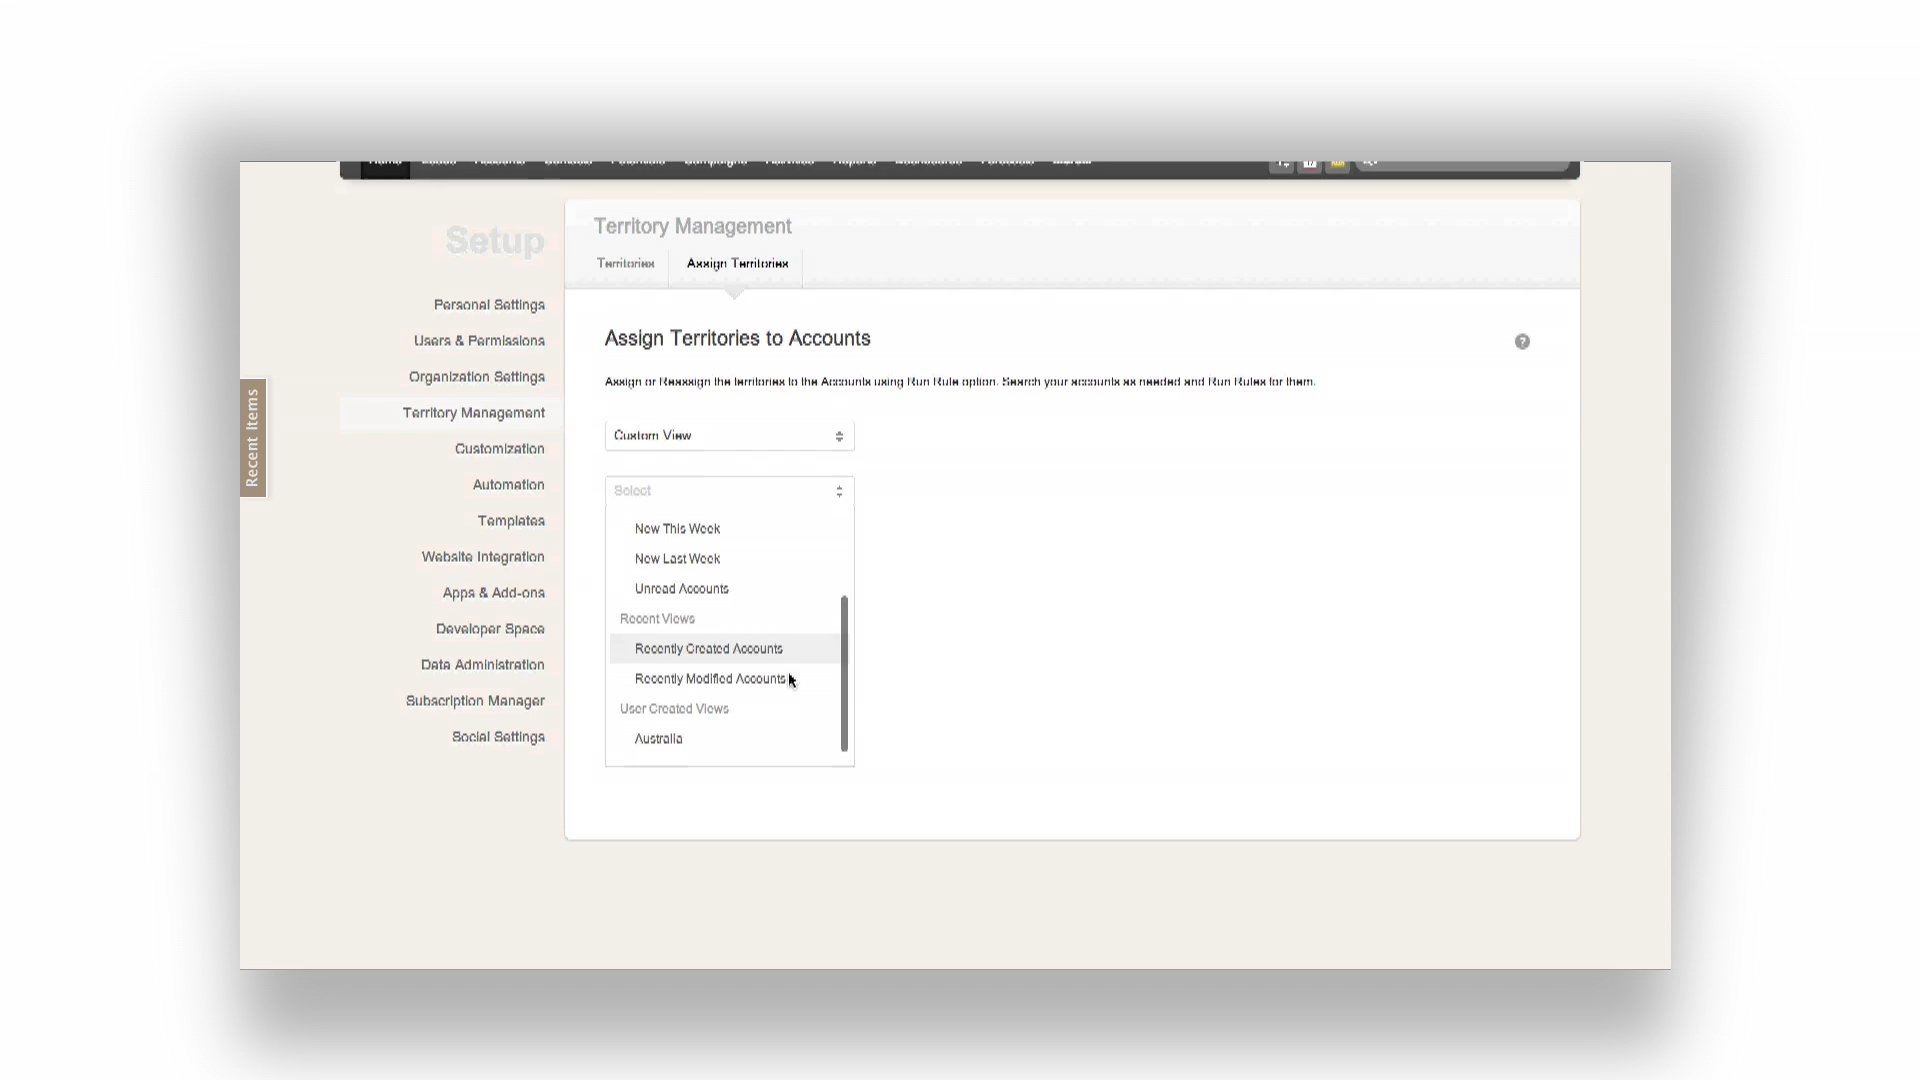 Setup
Personal Settings
Users & Permissions
Organization Settings
Territory Management
Customization
Automation
Templates
Website Integration
Apps & Add-ons
Developer Space
Data Administration
Subscription Manager
Social Settings
Recent Items
Territory Management
Territories
Assign Territories
Assign Territories to Accounts
?
Assign or Reassign the territories to the Accounts using Run Rule option. Search your accounts as needed and Run Rules for them.
Custom View
Select
New This Week
New Last Week
Unread Accounts
Recent Views
Recently Created Accounts
Recently Modified Accounts
User Created Views
Australia